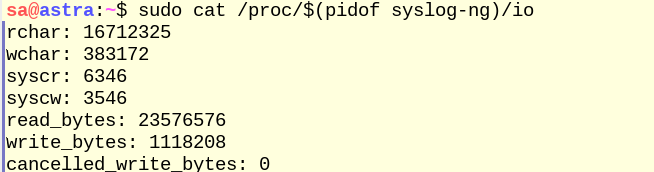 sa@astra:~$ sudo cat /proc/$(pidof syslog-ng)/io
rchar: 16712325
wchar: 383172
syscr: 6346
syscw: 3546
read_bytes: 23576576
write_bytes: 1118208
cancelled_write_bytes: 0